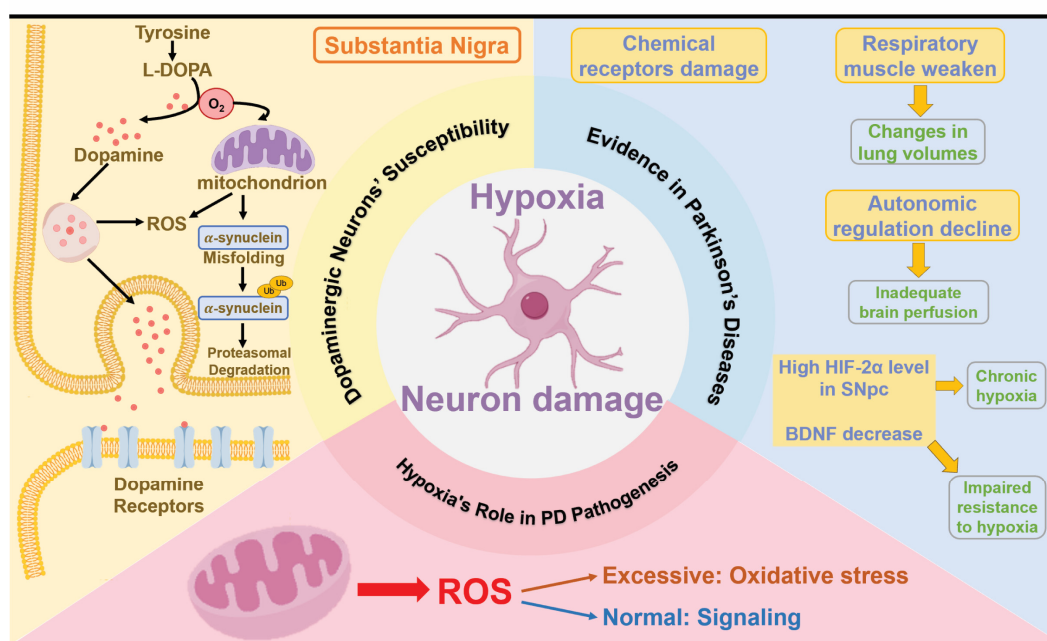 Tyrosine
L-DOPA
O2
Dopamine
mitochondrion
ROS
α-synuclein
Misfolding
Ub
Ub
α-synuclein
Proteasomal
Degradation
Dopamine
Receptors
Substantia Nigra
Dopaminergic Neurons' Susceptibility
Hypoxia
Neuron damage
Evidence in Parkinson's Diseases
Hypoxia's Role in PD Pathogenesis
Chemical
receptors damage
Respiratory
muscle weaken
Changes in
lung volumes
Autonomic
regulation decline
Inadequate
brain perfusion
High HIF-2α level
in SNpc
BDNF decrease
Chronic
hypoxia
Impaired
resistance
to hypoxia
ROS
Excessive: Oxidative stress
Normal: Signaling